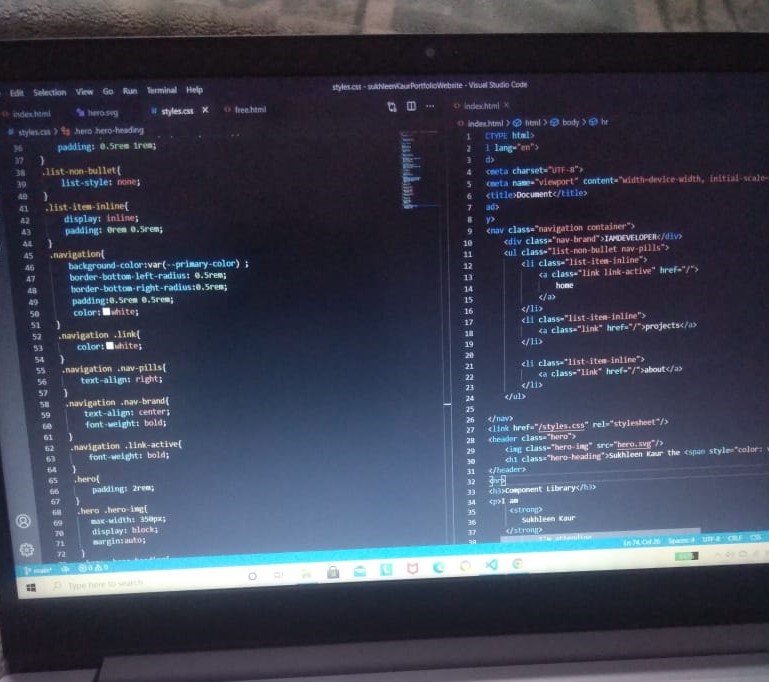 Edit Selection View Go Run Terminal Help
styles.css - sukhleenKaurPortfolioWebsite - Visual Studio Code
index.html hero.svg styles.css × free.html
styles.css > .hero .hero-heading
36 padding: 0.5rem 1rem;
37 }
38 .list-non-bullet{
39 list-style: none;
40 }
41 .list-item-inline{
42 display: inline;
43 padding: 0rem 0.5rem;
44 }
45 .navigation{
46 background-color:var(--primary-color) ;
47 border-bottom-left-radius: 0.5rem;
48 border-bottom-right-radius:0.5rem;
49 padding:0.5rem 0.5rem;
50 color: white;
51 }
52 .navigation .link{
53 color: white;
54 }
55 .navigation .nav-pills{
56 text-align: right;
57 }
58 .navigation .nav-brand{
59 text-align: center;
60 font-weight: bold;
61 }
62 .navigation .link-active{
63 font-weight: bold;
64 }
65 .hero{
66 padding: 2rem;
67 }
68 .hero .hero-img{
69 max-width: 350px;
70 display: block;
71 margin:auto;
72 }
index.html ×
index.html > html > body > hr
1 CTYPE html>
2 l lang="en">
3 d>
4 <meta charset="UTF-8">
5 <meta name="viewport" content="width=device-width, initial-scale=
6 <title>Document</title>
7 ad>
8 y>
9 <nav class="navigation container">
10 <div class="nav-brand">IAMDEVELOPER</div>
11 <ul class="list-non-bullet nav-pills">
12 <li class="list-item-inline">
13 <a class="link link-active" href="/">
14 home
15 </a>
16 </li>
17 <li class="list-item-inline">
18 <a class="link" href="/">projects</a>
19 </li>
20
21 <li class="list-item-inline">
22 <a class="link" href="/">about</a>
23 </li>
24 </ul>
25
26 </nav>
27 <link href="/styles.css" rel="stylesheet"/>
28 <header class="hero">
29 <img class="hero-img" src="hero.svg"/>
30 <h1 class="hero-heading">Sukhleen Kaur the <span style="color:
31 </header>
32 <hr>
33 <h3>Component Library</h3>
34 <p>I am
35 <strong>
36 Sukhleen Kaur
37 </strong>
38
main* 0 0
Ln 74, Col 26 Spaces: 4 UTF-8 CRLF CSS
Type here to search